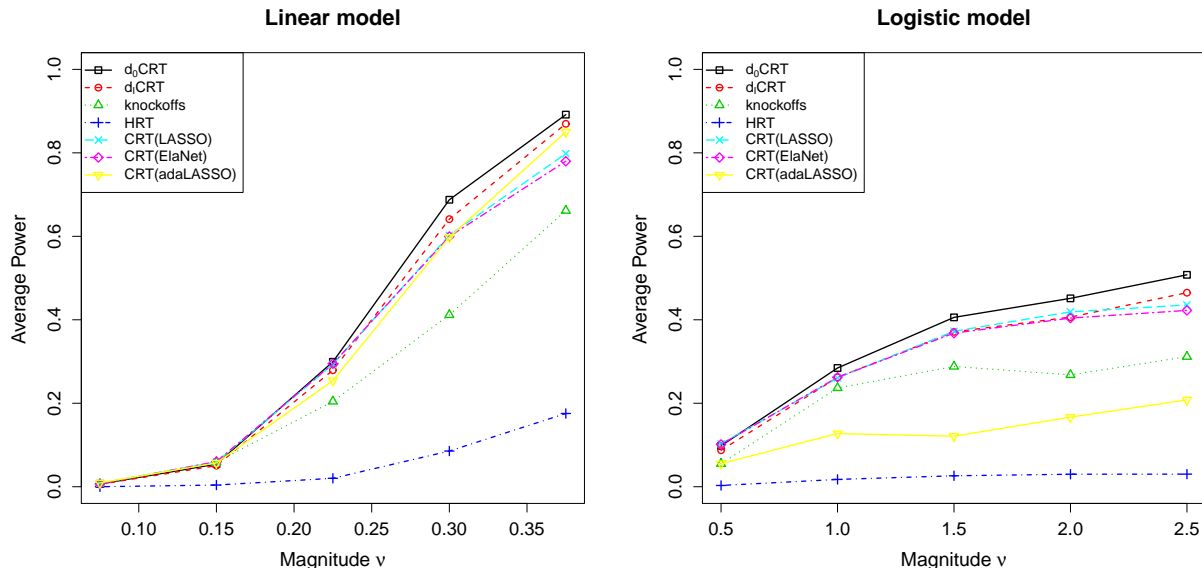 Linear model
1.0
0.8
0.6
0.4
0.2
0.0
Average Power
d₀CRT
dᵢCRT
knockoffs
HRT
CRT(LASSO)
CRT(ElaNet)
CRT(adaLASSO)
0.10 0.15 0.20 0.25 0.30 0.35
Magnitude ν
Logistic model
1.0
0.8
0.6
0.4
0.2
0.0
Average Power
d₀CRT
dᵢCRT
knockoffs
HRT
CRT(LASSO)
CRT(ElaNet)
CRT(adaLASSO)
0.5 1.0 1.5 2.0 2.5
Magnitude ν